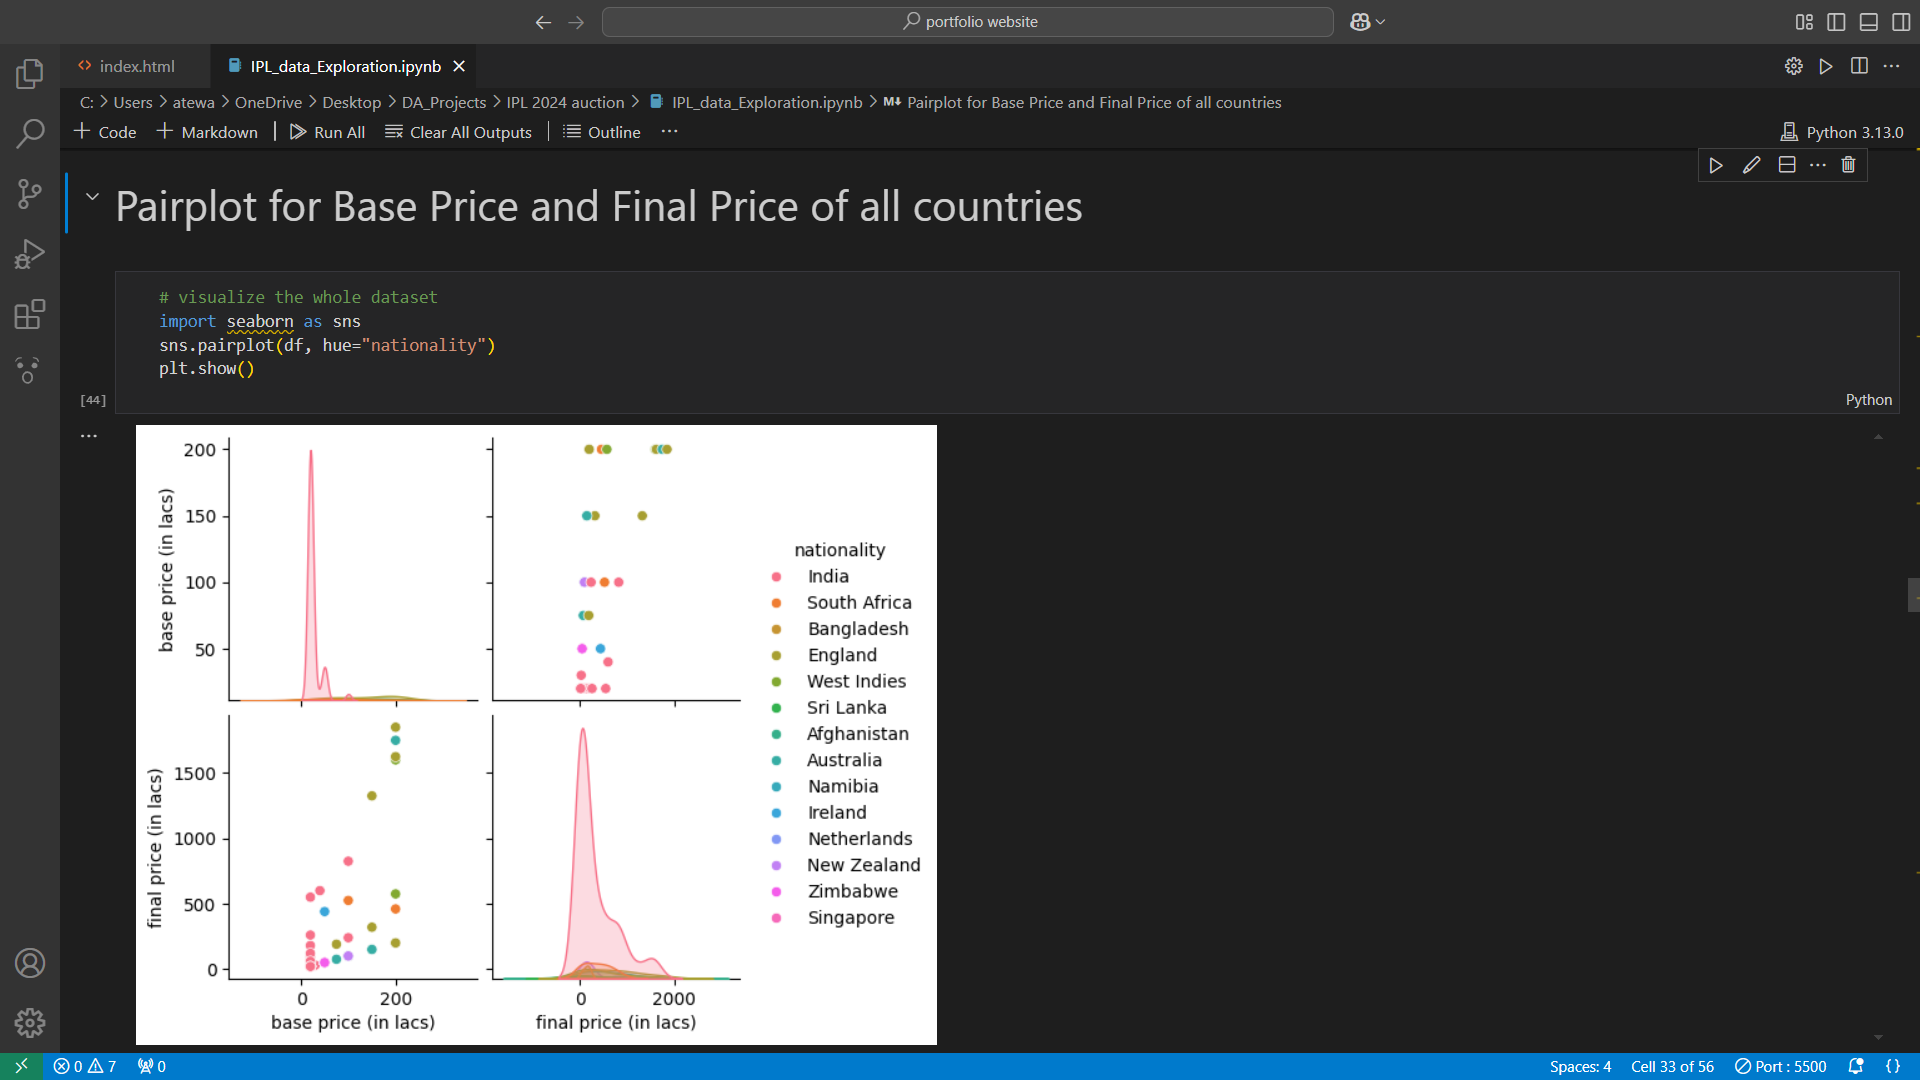 portfolio website
index.html
IPL_data_Exploration.ipynb
C: > Users > atewa > OneDrive > Desktop > DA_Projects > IPL 2024 auction > IPL_data_Exploration.ipynb > M↓ Pairplot for Base Price and Final Price of all countries
+ Code + Markdown | Run All Clear All Outputs | Outline ...
Python 3.13.0
Pairplot for Base Price and Final Price of all countries
# visualize the whole dataset
import seaborn as sns
sns.pairplot(df, hue="nationality")
plt.show()
[44]
Python
200
150
100
50
base price (in lacs)
1500
1000
500
0
final price (in lacs)
0 200
base price (in lacs)
0 2000
final price (in lacs)
nationality
India
South Africa
Bangladesh
England
West Indies
Sri Lanka
Afghanistan
Australia
Namibia
Ireland
Netherlands
New Zealand
Zimbabwe
Singapore
0 7 0
Spaces: 4 Cell 33 of 56 Port : 5500 {}